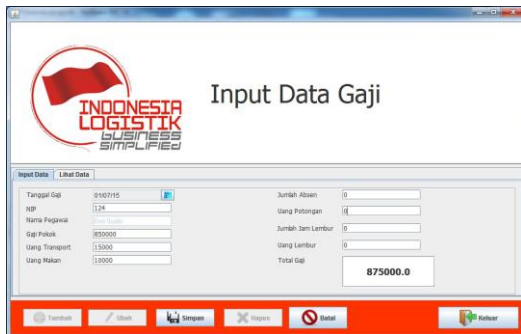 Input Data Gaji
INDONESIA
LOGISTIK
BUSINESS
SIMPLIFIED
Input Data
Lihat Data
Tanggal Gaji 01/07/15
NIP 124
Nama Pegawai
Gaji Pokok 850000
Uang Transport 15000
Uang Makan 10000
Jumlah Absen 0
Uang Potongan 0
Jumlah Jam Lembur 0
Uang Lembur 0
Total Gaji
875000.0
Tambah
Ubah
Simpan
Hapus
Batal
Keluar